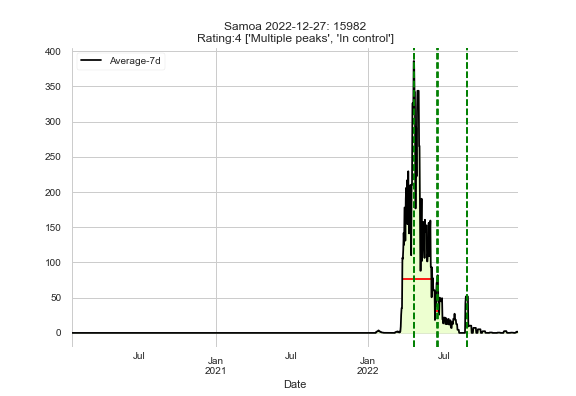 Samoa 2022-12-27: 15982
Rating:4 ['Multiple peaks', 'In control']
400
350
300
250
200
150
100
50
0
Average-7d
Jul
Jan
2021
Jul
Jan
2022
Jul
Date